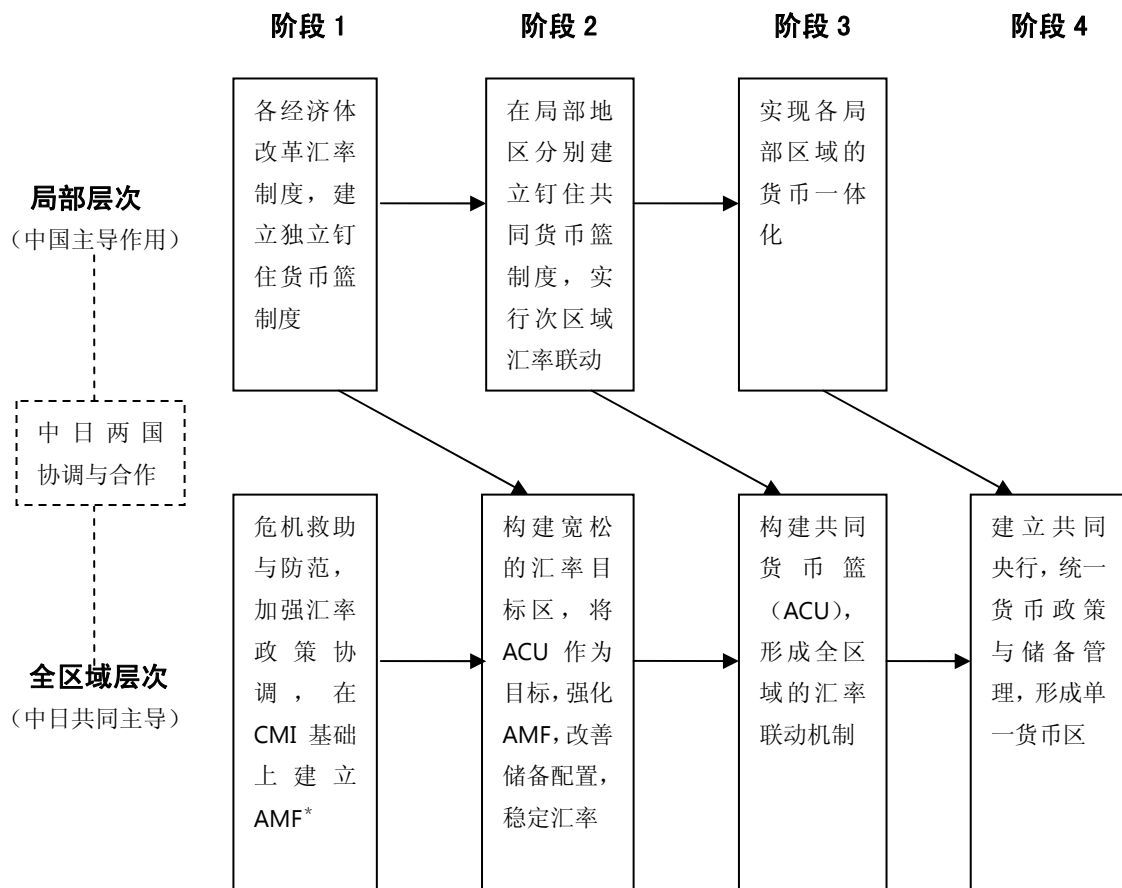 阶段 1
阶段 2
阶段 3
阶段 4
局部层次
（中国主导作用）
各经济体
改革汇率
制度，建
立独立钉
住货币篮
制度
在局部地
区分别建
立钉住共
同货币篮
制度，实
行次区域
汇率联动
实现各局
部区域的
货币一体
化
中日两国
协调与合作
全区域层次
（中日共同主导）
危机救助
与防范，
加强汇率
政策协
调，在
CMI 基础
上建立
AMF*
构建宽松
的汇率目
标区，将
ACU 作为
目标，强化
AMF，改善
储备配置，
稳定汇率
构建共同
货币篮
（ACU），
形成全区
域的汇率
联动机制
建立共同
央行，统一
货币政策
与储备管
理，形成单
一货币区